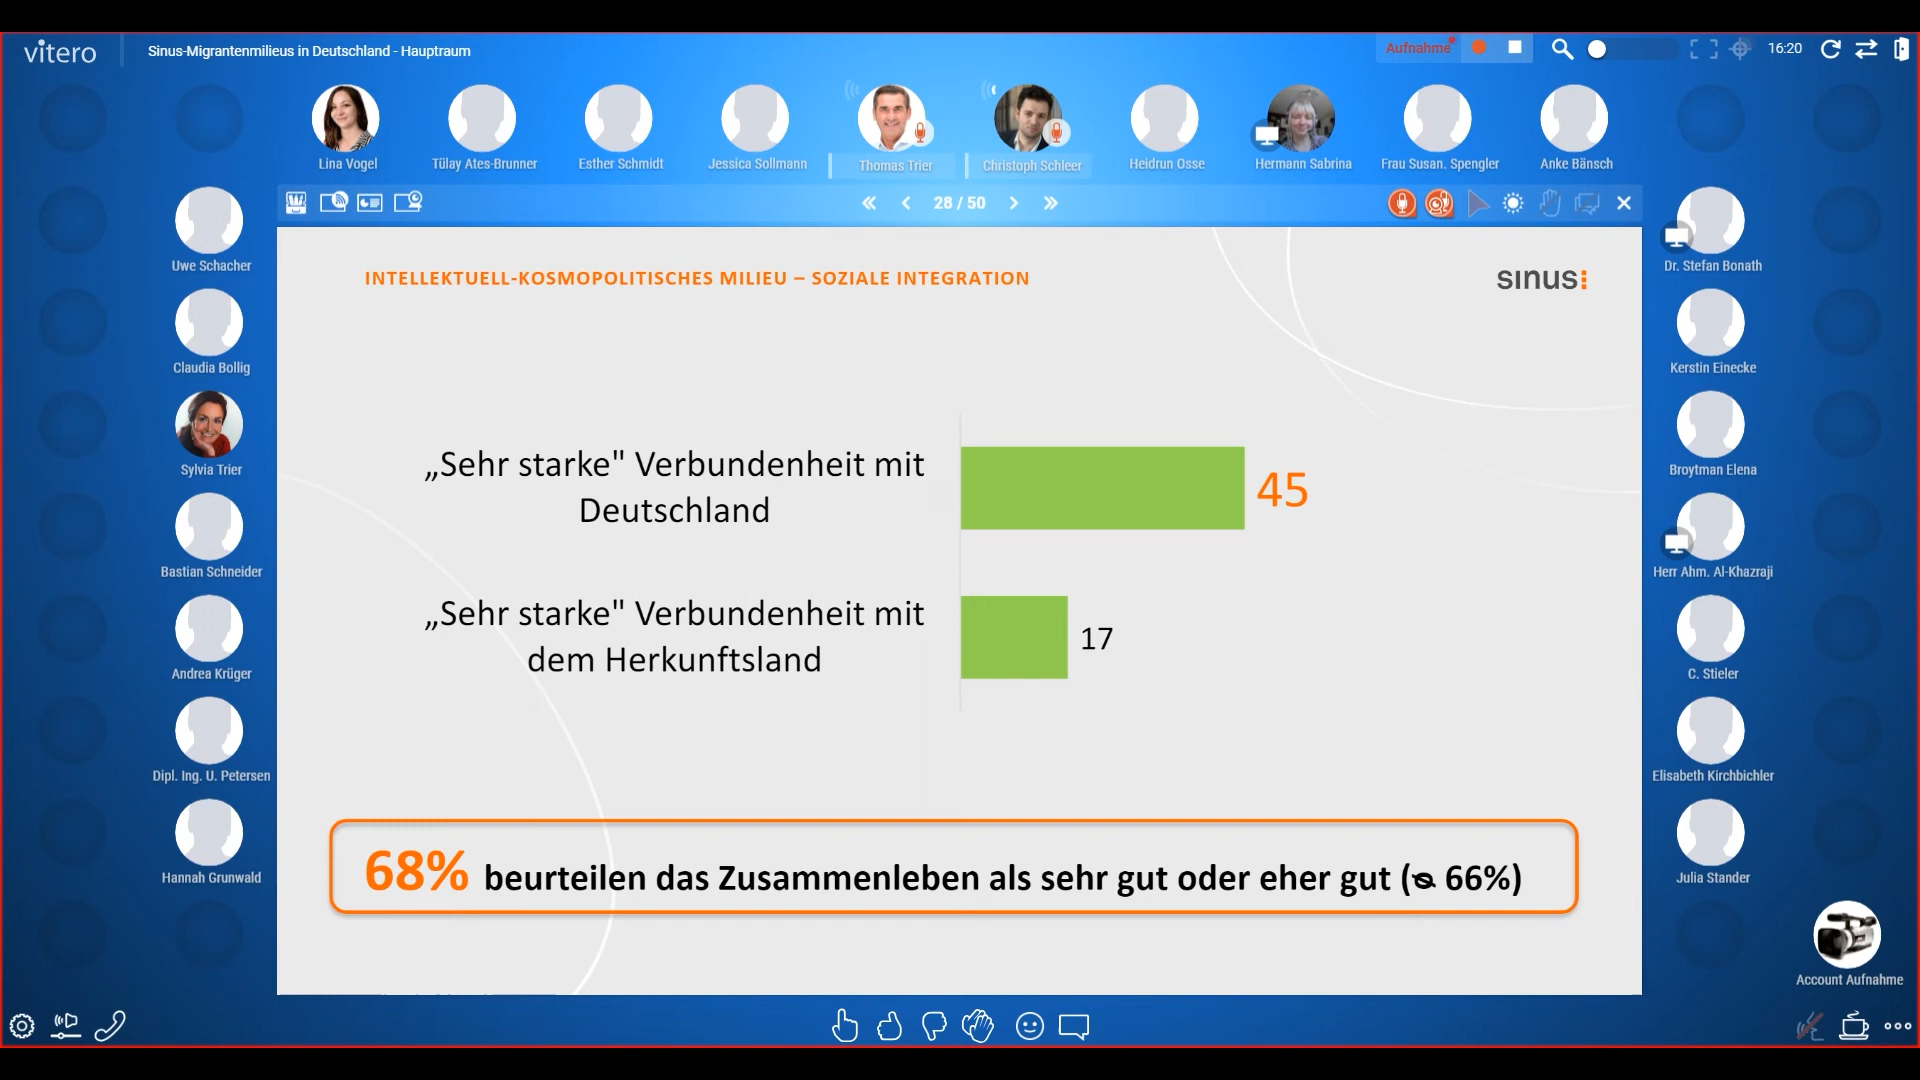 vitero
Sinus-Migrantenmilieus in Deutschland - Hauptraum
Aufnahme
16:20
Lina Vogel
Tülay Ates-Brunner
Esther Schmidt
Jessica Sollmann
Thomas Trier
Christoph Schleer
Heidrun Osse
Hermann Sabrina
Frau Susan. Spengler
Anke Bänsch
28 / 50
Uwe Schacher
Claudia Bollig
Sylvia Trier
Bastian Schneider
Andrea Krüger
Dipl. Ing. U. Petersen
Hannah Grunwald
INTELLEKTUELL-KOSMOPOLITISCHES MILIEU – SOZIALE INTEGRATION
sinus:
„Sehr starke" Verbundenheit mit
Deutschland
45
„Sehr starke" Verbundenheit mit
dem Herkunftsland
17
68% beurteilen das Zusammenleben als sehr gut oder eher gut (ⵁ 66%)
Dr. Stefan Bonath
Kerstin Einecke
Broytman Elena
Herr Ahm. Al-Khazraji
C. Stieler
Elisabeth Kirchbichler
Julia Stander
Account Aufnahme